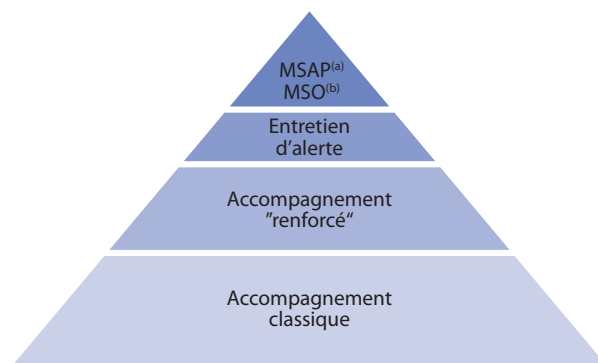 MSAP(a)
MSO(b)
Entretien
d’alerte
Accompagnement
”renforcé“
Accompagnement
classique